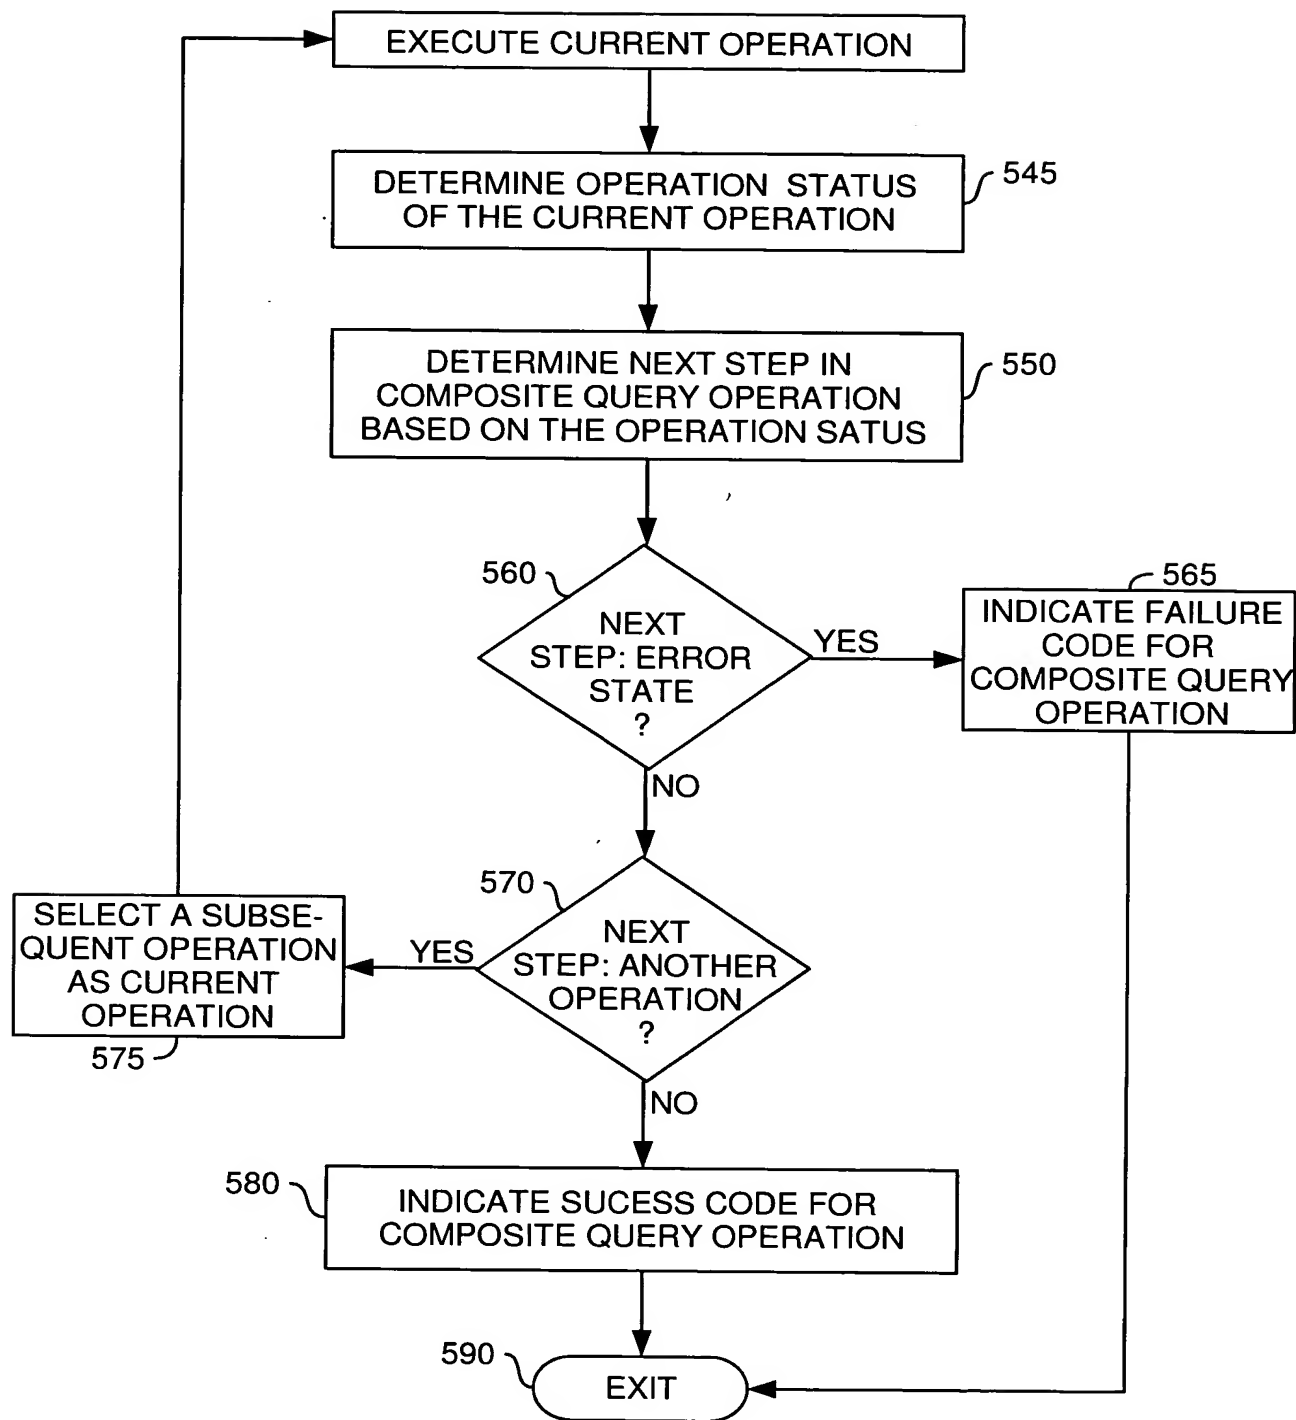 EXECUTE CURRENT OPERATION
DETERMINE OPERATION STATUS
OF THE CURRENT OPERATION
545
DETERMINE NEXT STEP IN
COMPOSITE QUERY OPERATION
BASED ON THE OPERATION SATUS
550
560
NEXT
STEP: ERROR
STATE
?
YES
565
INDICATE FAILURE
CODE FOR
COMPOSITE QUERY
OPERATION
NO
570
NEXT
STEP: ANOTHER
OPERATION
?
YES
SELECT A SUBSE-
QUENT OPERATION
AS CURRENT
OPERATION
575
NO
580
INDICATE SUCESS CODE FOR
COMPOSITE QUERY OPERATION
590
EXIT